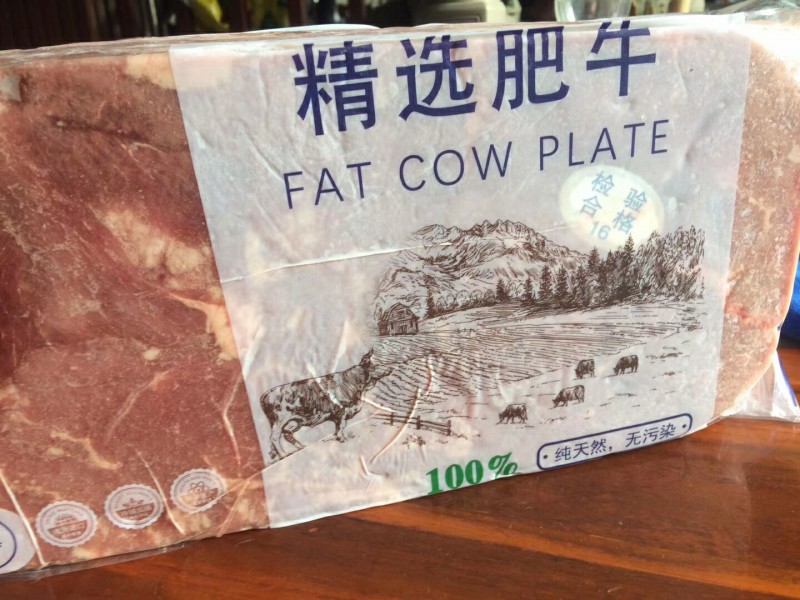 精选肥牛
FAT COW PLATE
检验
合格
16
100%
·纯天然，无污染·